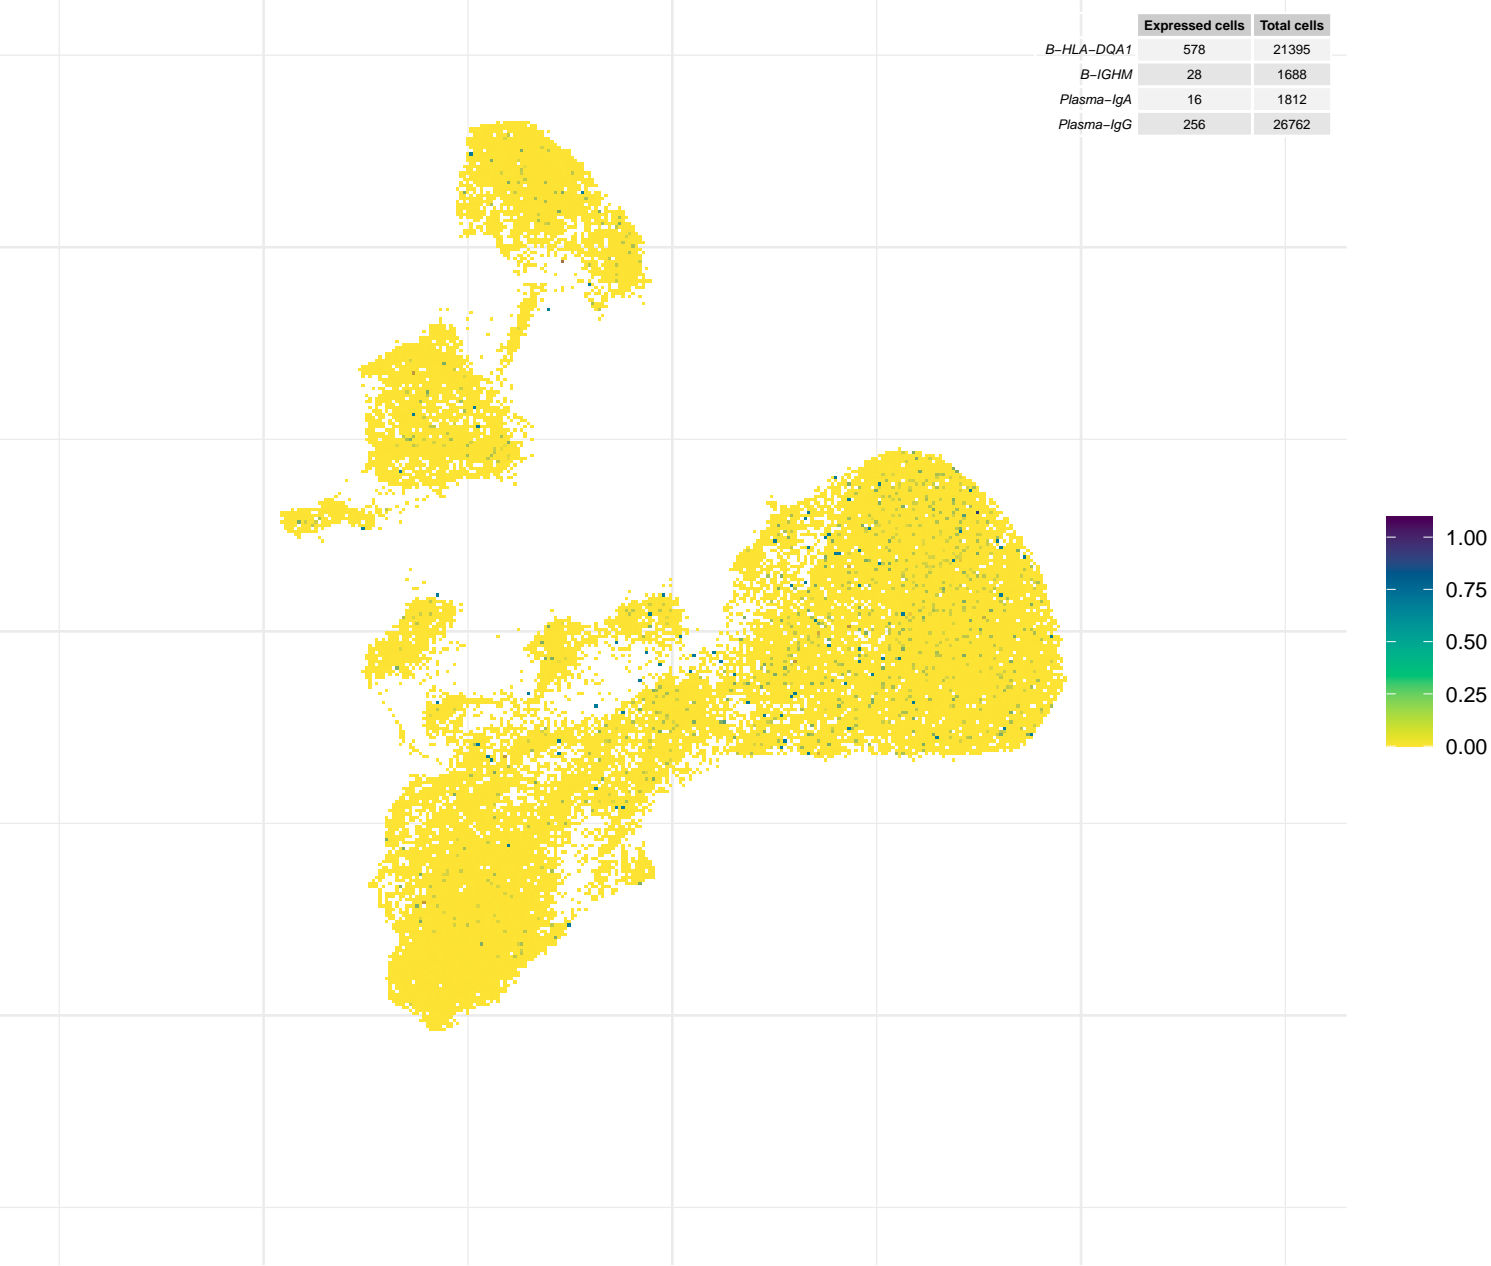 Expressed cells Total cells
B−HLA−DQA1 578 21395
B−IGHM 28 1688
Plasma−IgA 16 1812
Plasma−IgG 256 26762
1.00
0.75
0.50
0.25
0.00